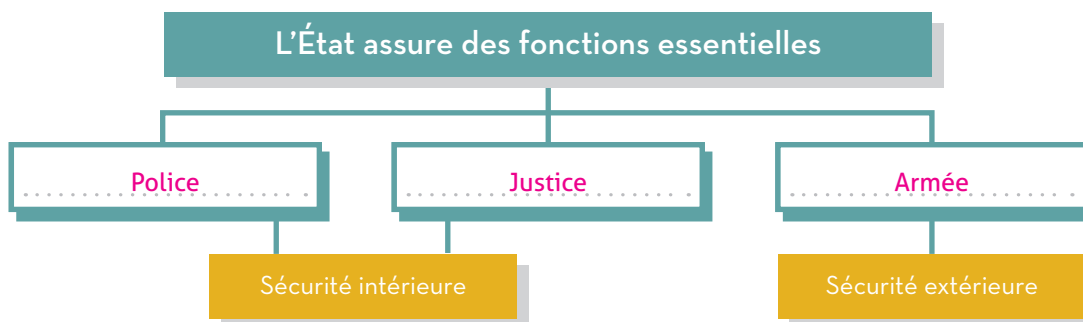 L'État assure des fonctions essentielles
Police
Justice
Armée
Sécurité intérieure
Sécurité extérieure